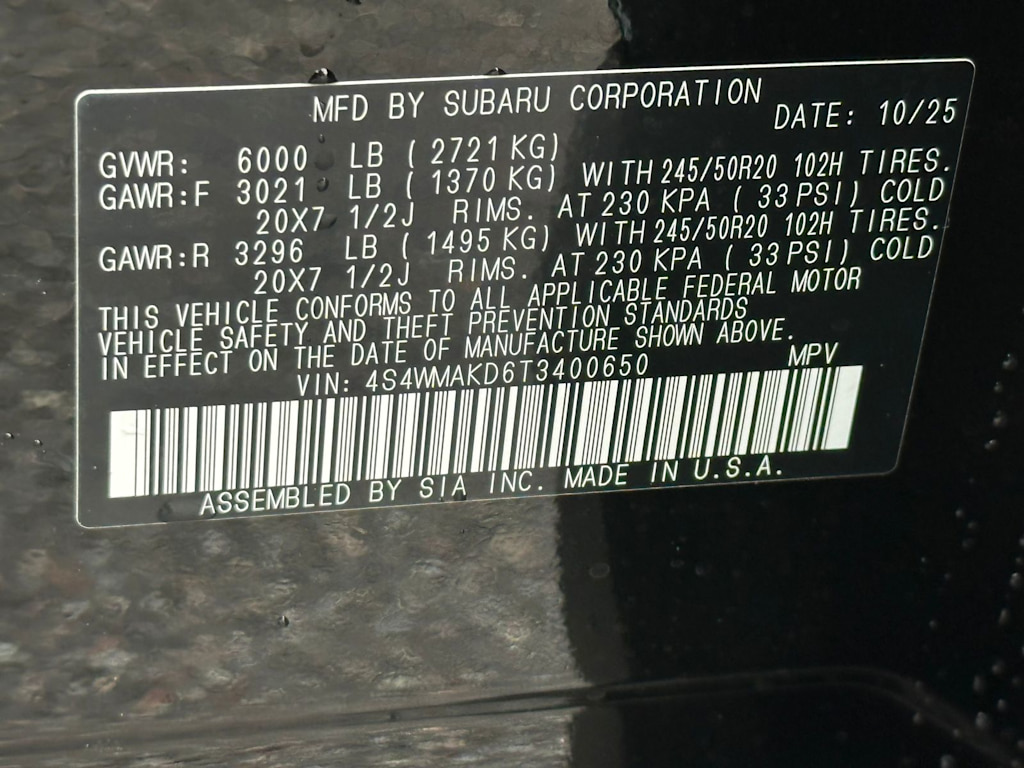 MFD BY SUBARU CORPORATION DATE: 10/25
GVWR: 6000 LB ( 2721 KG)
GAWR:F 3021 LB ( 1370 KG) WITH 245/50R20 102H TIRES.
20X7 1/2J RIMS. AT 230 KPA ( 33 PSI) COLD
GAWR:R 3296 LB ( 1495 KG) WITH 245/50R20 102H TIRES.
20X7 1/2J RIMS. AT 230 KPA ( 33 PSI) COLD
THIS VEHICLE CONFORMS TO ALL APPLICABLE FEDERAL MOTOR
VEHICLE SAFETY AND THEFT PREVENTION STANDARDS
IN EFFECT ON THE DATE OF MANUFACTURE SHOWN ABOVE.
VIN: 4S4WMAKD6T3400650 MPV
ASSEMBLED BY SIA INC. MADE IN U.S.A.